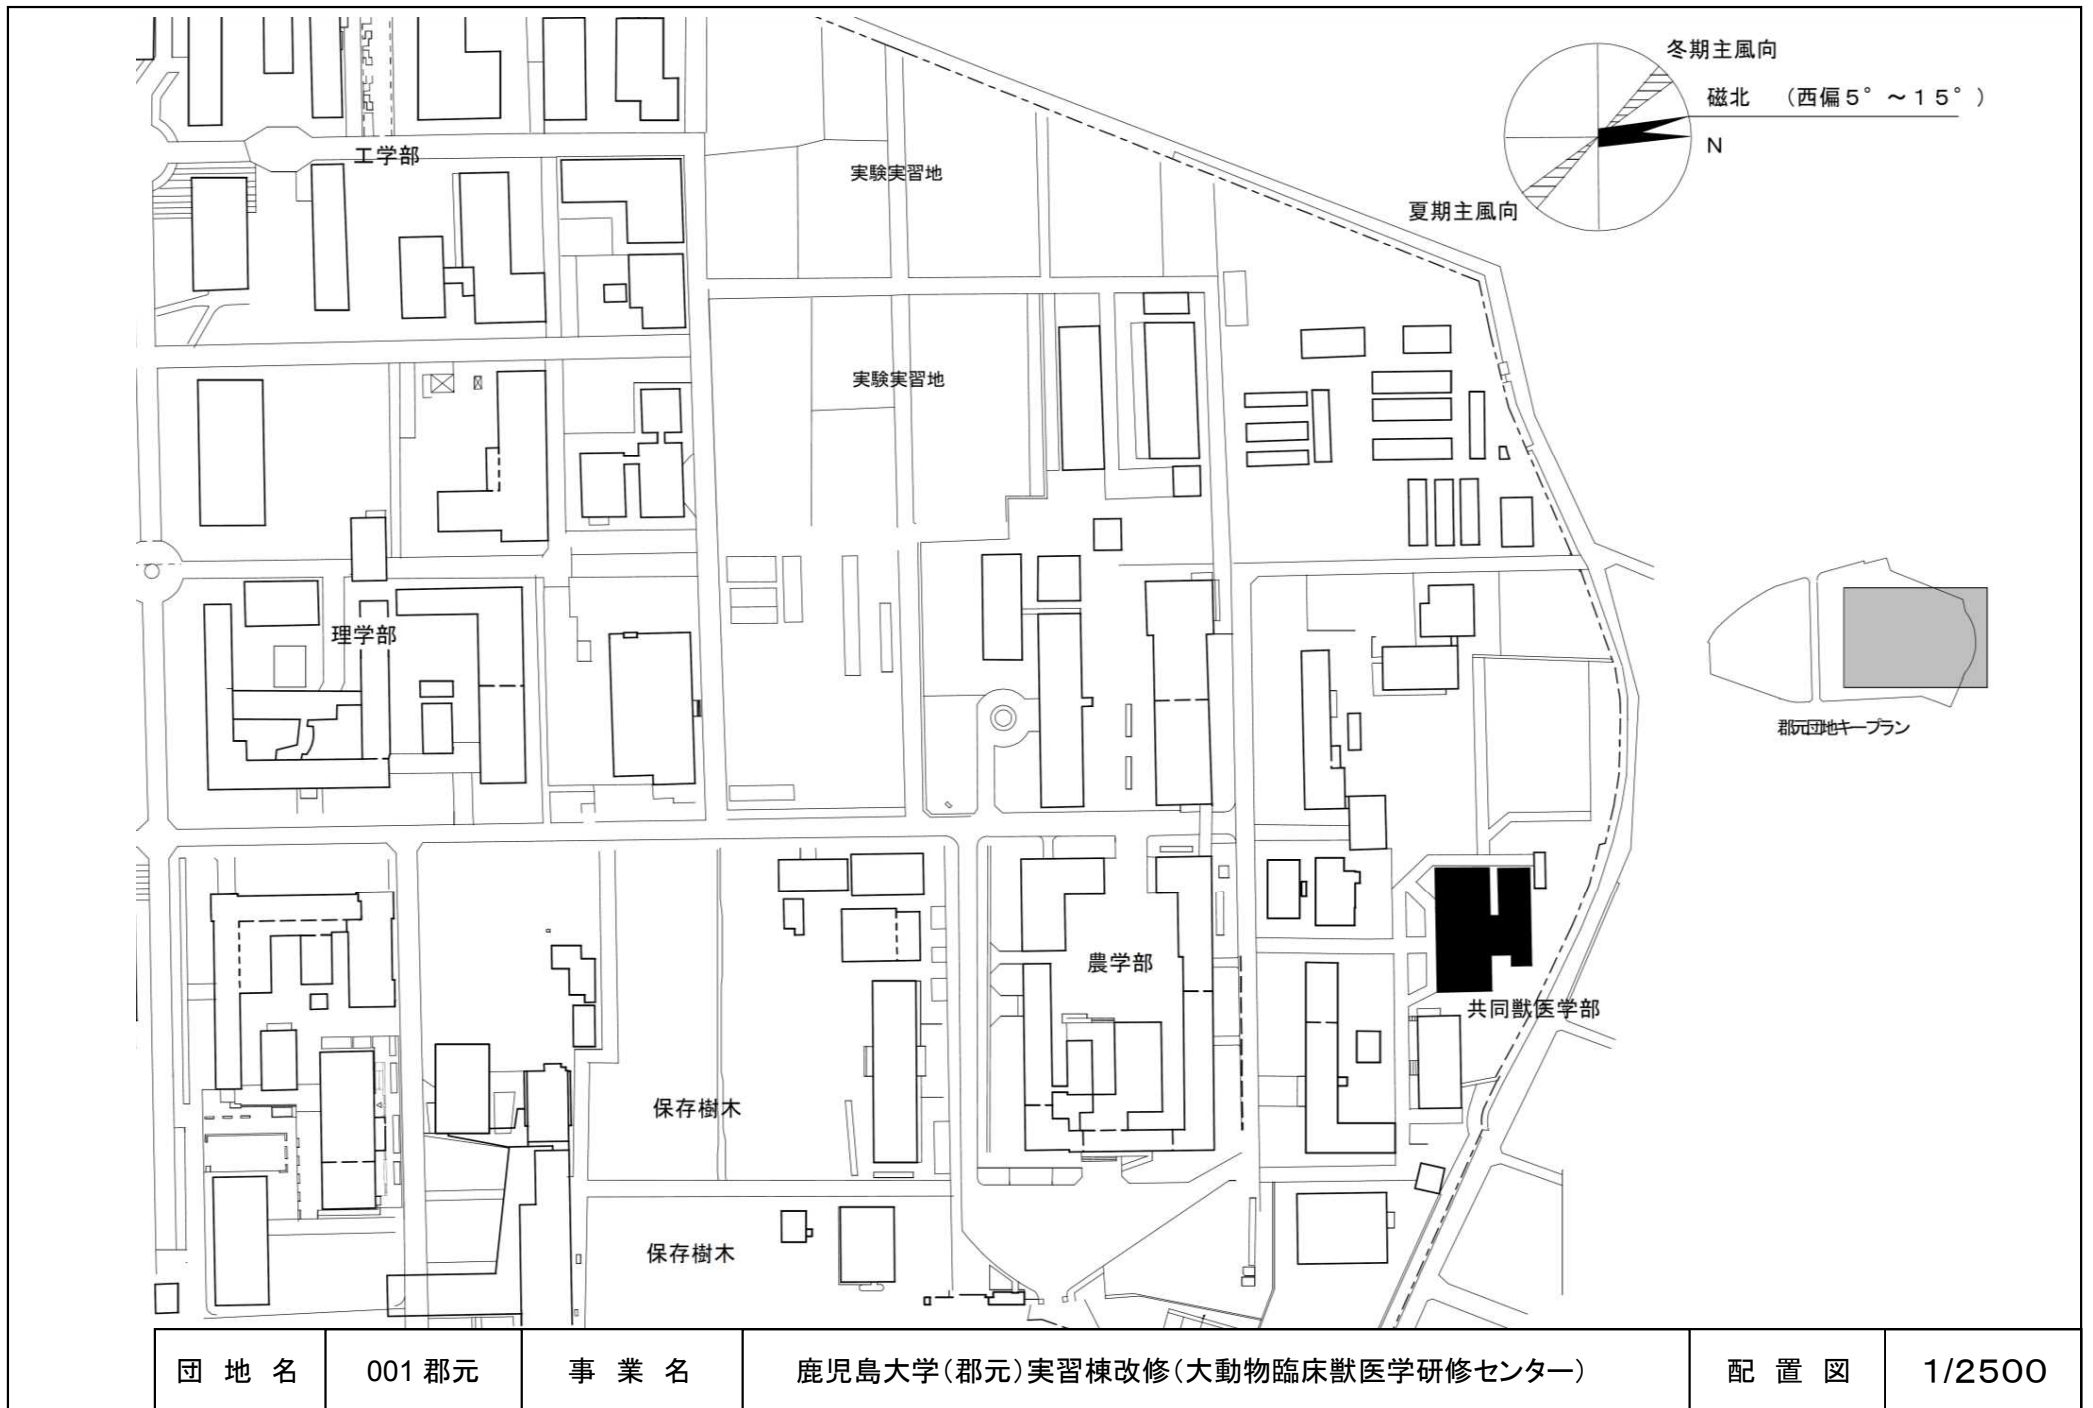 冬期主風向
磁北 （西偏5°～15°）
N
夏期主風向
工学部
実験実習地
実験実習地
理学部
郡元団地キープラン
農学部
共同獣医学部
保存樹木
保存樹木
団地名 001 郡元 事業名 鹿児島大学(郡元)実習棟改修(大動物臨床獣医学研修センター) 配置図 1/2500